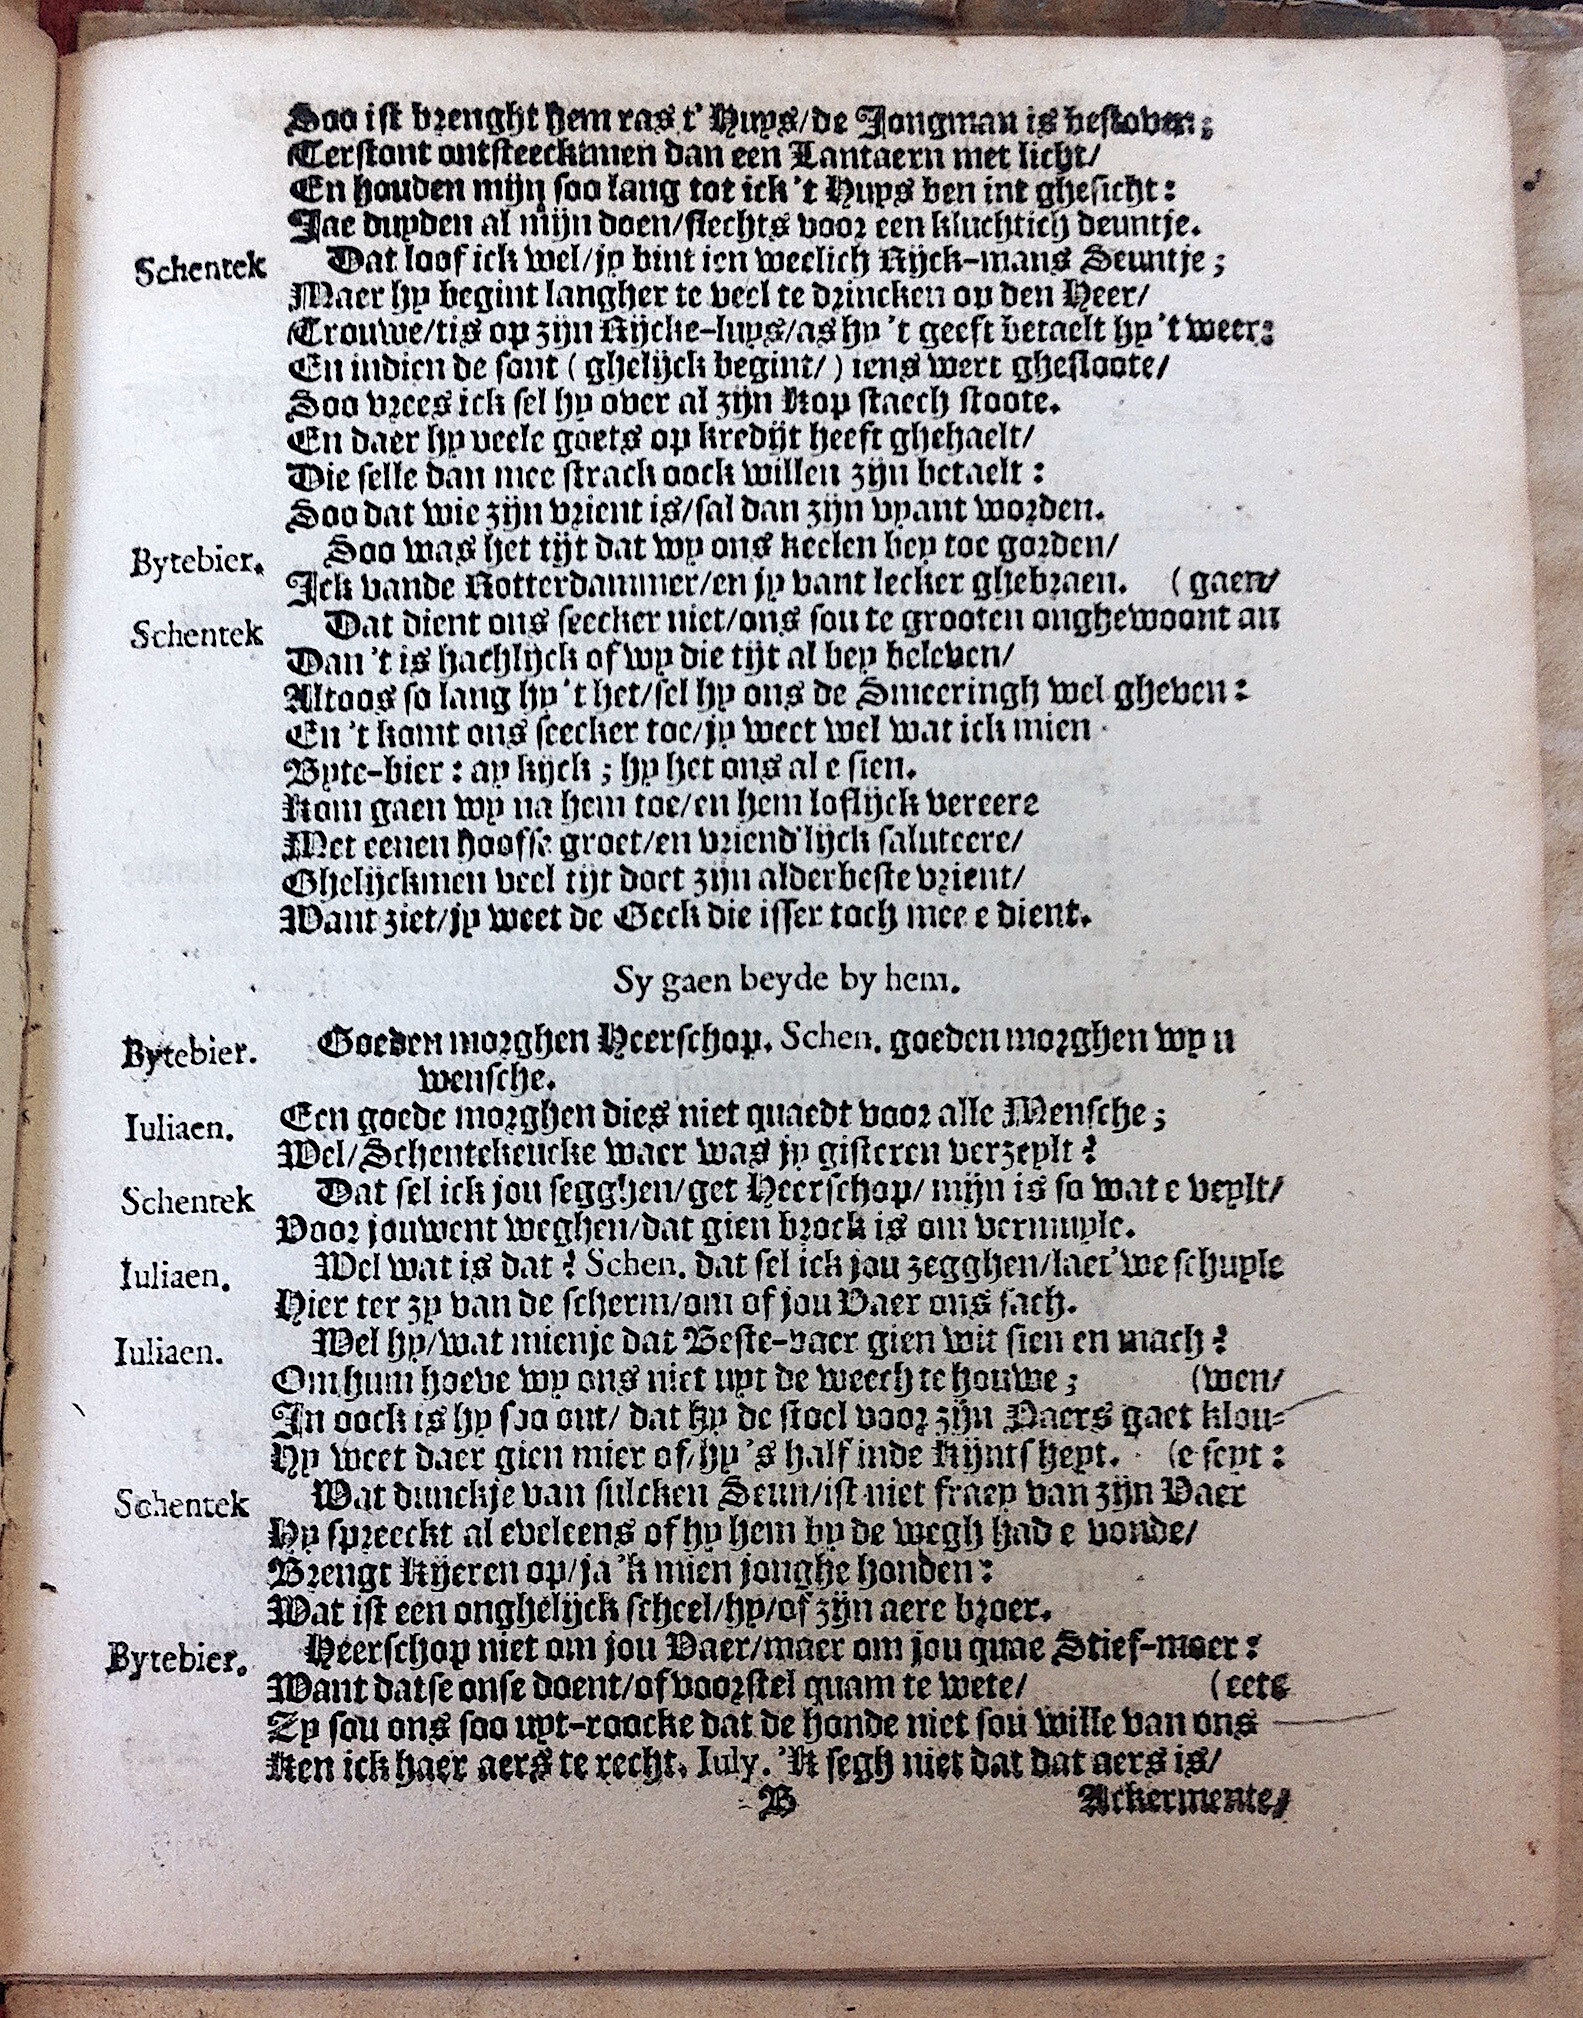 Soo ist brenght hem ras t' Huys/de Jongman is bestoven;
Terstont ontsteecktmen dan een Lantaern met licht/
En houden mijn soo lang tot ick 't Huys ben int ghesicht:
Jae duyden al mijn doen/slechts voor een kluchtich deuntje.
Schentek Dat loof ick wel/jy bint ien weelich Rijck-mans Seuntje;
Maer hy begint langher te veel te drincken op den Heer/
Trouwe/tis op zijn Rijcke-luys/as hy 't geeft betaelt hy 't weer:
En indien de font ( ghelijck begint/ ) iens wert ghesloote/
Soo vrees ick sel hy over al zijn Kop staech stoote.
En daer hy veele goets op kredijt heeft ghehaelt/
Die selle dan mee strack oock willen zijn betaelt:
Soo dat wie zijn vrient is/sal dan zijn vyant worden.
Bytebier. Soo was het tijt dat wy ons keelen bey toe gorden/
Ick vande Rotterdammer/en jy vant lecker ghebraen. (gaen/
Schentek Dat dient ons seecker niet/ons sou te grooten onghewoont an
Dan 't is hachlijck of wy die tijt al bey beleven/
Altoos so lang hy 't het/sel hy ons de Smeeringh wel gheven:
En 't komt ons seecker toe/jy weet wel wat ick mien
Byte-bier: ay kijck; hy het ons al e sien.
Kom gaen wy na hem toe/en hem loflijck vereere
Met eenen hoofse groet/en vriend'lijck saluteere/
Ghelijckmen veel tijt doet zijn alderbeste vrient/
Want ziet/jy weet de Geck die isser toch mee e dient.
Sy gaen beyde by hem.
Bytebier. Goeden morghen Heerschop. Schen. goeden morghen wy u
wensche.
Iuliaen. Een goede morghen dies niet quaedt voor alle Mensche;
Wel/Schentekeucke waer was jy gisteren verzeylt?
Schentek Dat sel ick jou segghen/get Heerschop/mijn is so wat e veylt/
Voor jouwent weghen/dat gien brock is om vermuyle.
Iuliaen. Wel wat is dat? Schen. dat sel ick jou zegghen/laet'we schuyle
Hier ter zy van de scherm/om of jou Vaer ons sach.
Iuliaen. Wel hy/wat mienje dat Beste-vaer gien wit sien en mach?
Om hum hoeve wy ons niet uyt de weech te houwe; (wen/
In oock is hy soo out/ dat hy de stoel voor zijn Naers gaet klou-
Hy weet daer gien mier of/hy's half inde Kijntsheyt. (e seyt:
Schentek Wat dunckje van sulcken Seun/ist niet fraey van zijn Vaer
Hy spreeckt al eveleens of hy hem by de wegh had e vonde/
Brengt Kijeren op/ja 'k mien jonghe honden:
Wat ist een onghelijck scheel/hy/of zijn aere broer.
Bytebier. Heerschop niet om jou Vaer/maer om jou quae Stief-moer:
Want datse onse doent/of voorstel quam te wete/ (eete
Zy sou ons soo uyt-roocke dat de honde niet sou wille van ons
Ken ick haer aers te recht. Iuly. 'K segh niet dat dat aers is/
B Ackermente/